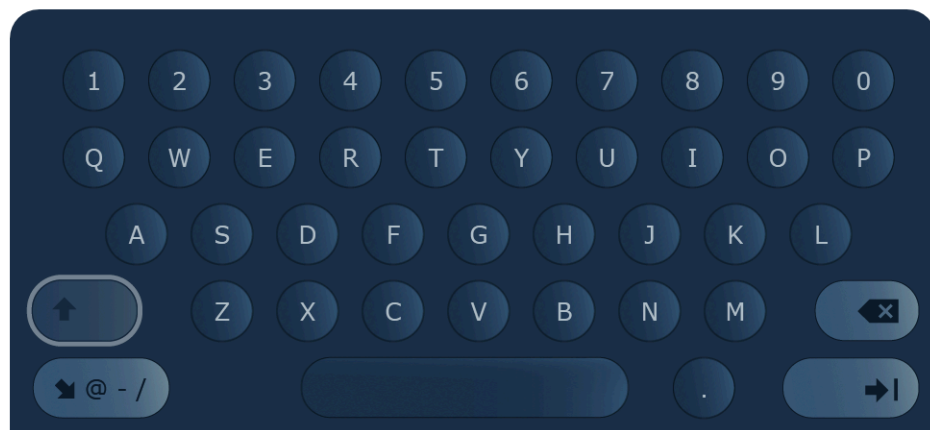 1 2 3 4 5 6 7 8 9 0
Q W E R T Y U I O P
A S D F G H J K L
Z X C V B N M
@ - / .